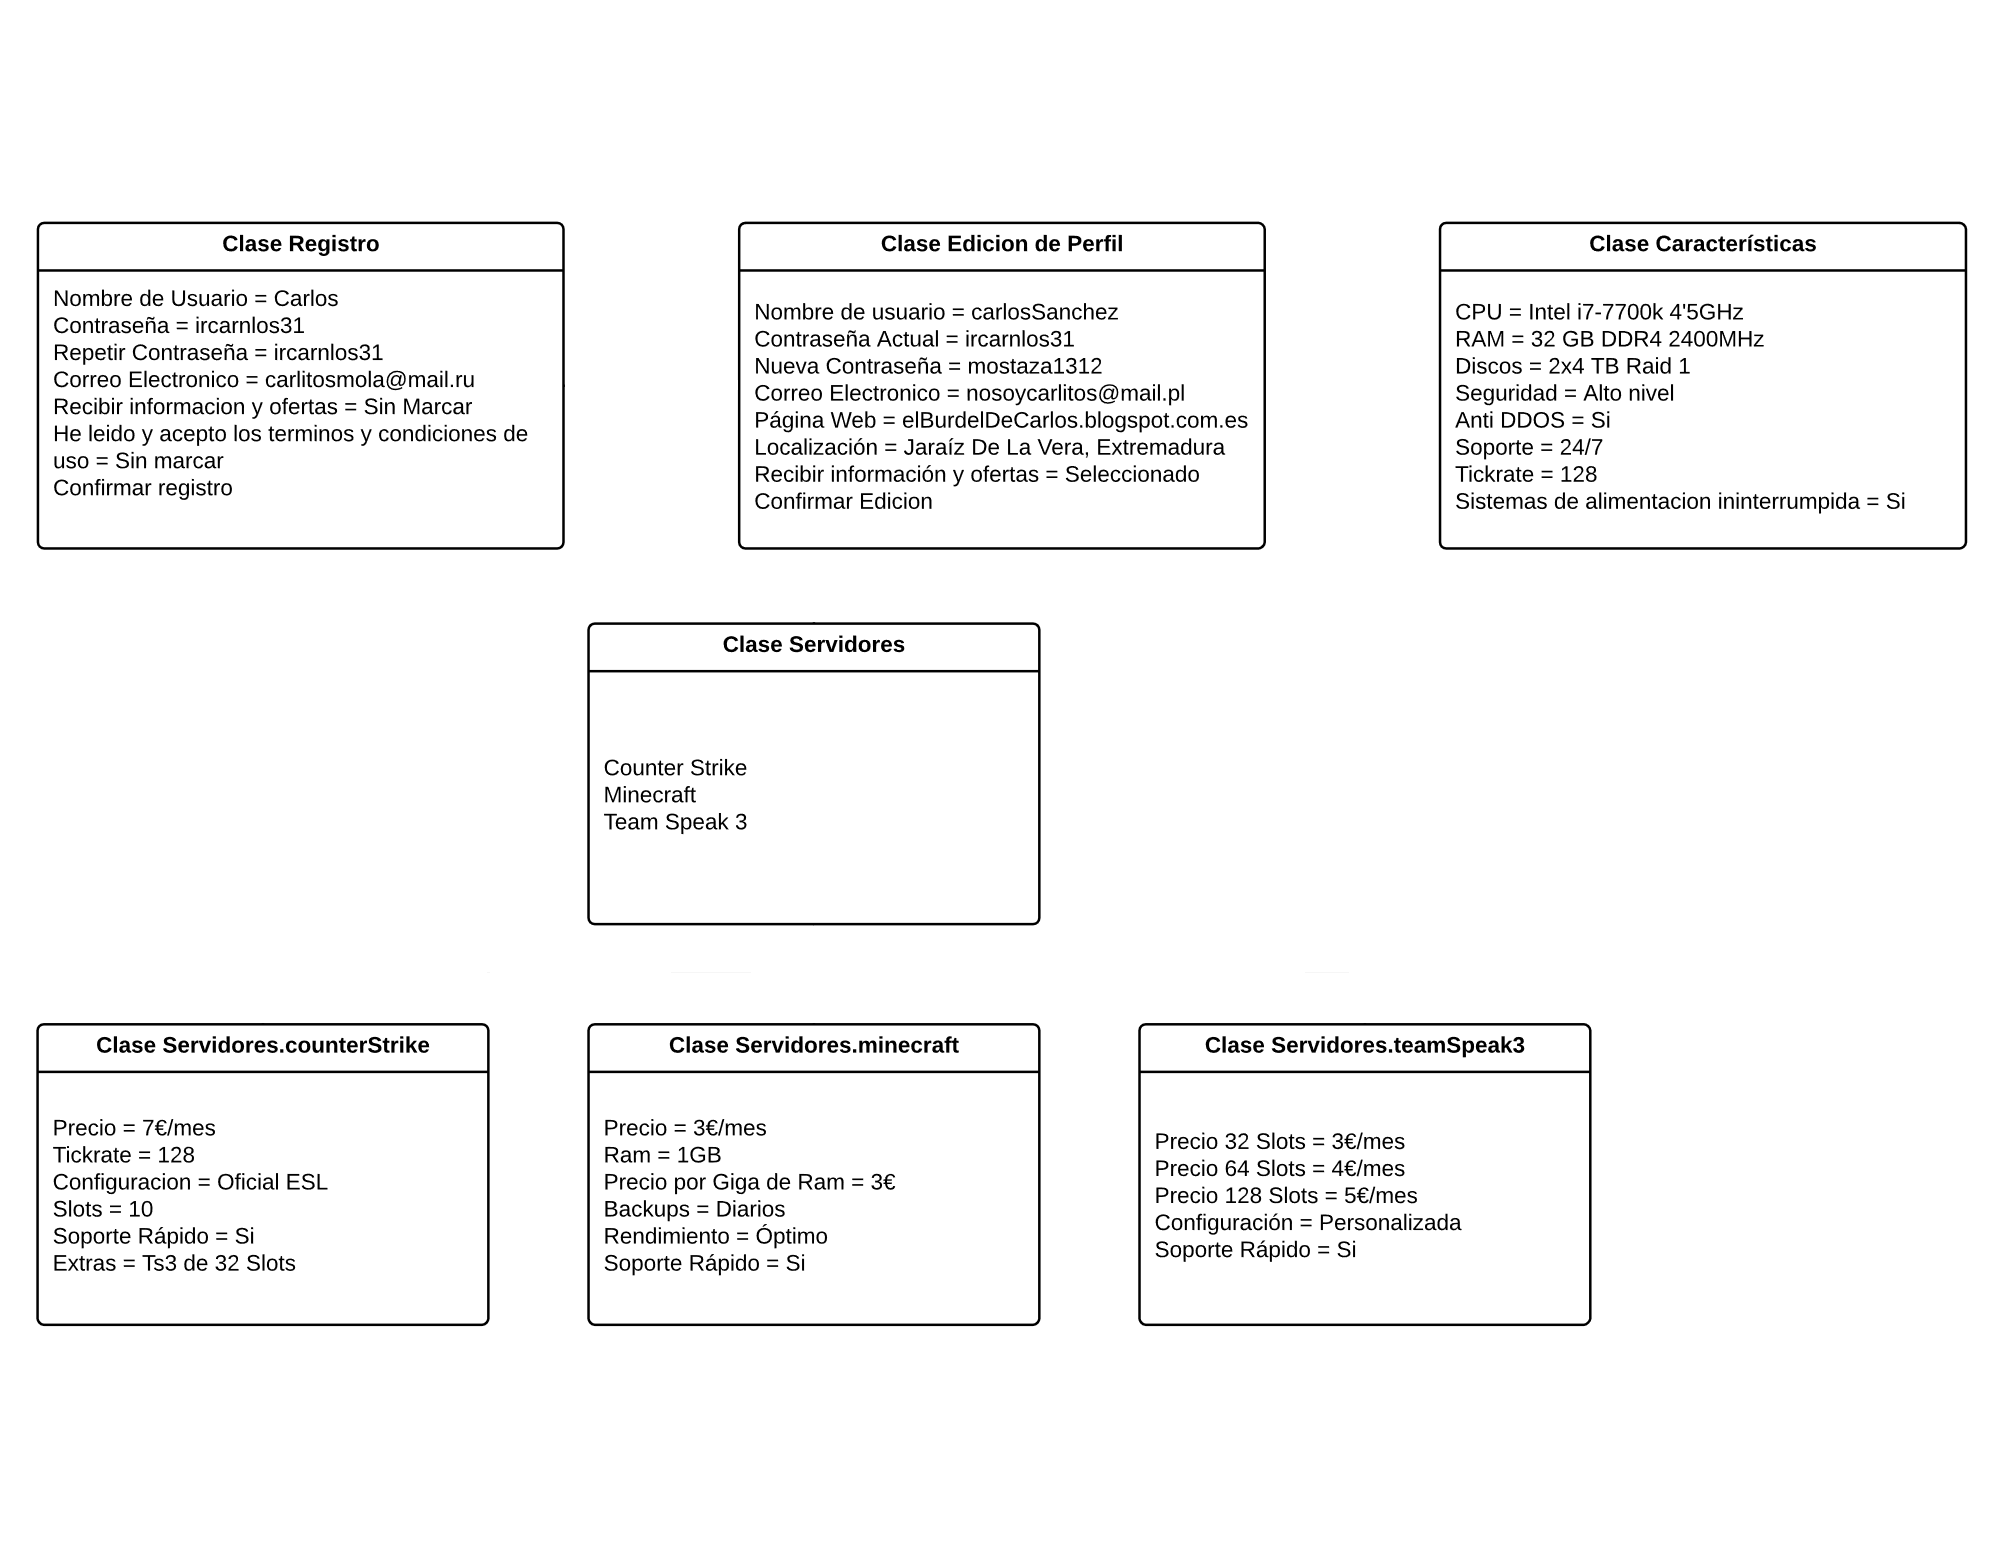 Clase Registro
Nombre de Usuario = Carlos
Contraseña = ircarnlos31
Repetir Contraseña = ircarnlos31
Correo Electronico = carlitosmola@mail.ru
Recibir informacion y ofertas = Sin Marcar
He leido y acepto los terminos y condiciones de
uso = Sin marcar
Confirmar registro
Clase Edicion de Perfil
Nombre de usuario = carlosSanchez
Contraseña Actual = ircarnlos31
Nueva Contraseña = mostaza1312
Correo Electronico = nosoycarlitos@mail.pl
Página Web = elBurdelDeCarlos.blogspot.com.es
Localización = Jaraíz De La Vera, Extremadura
Recibir información y ofertas = Seleccionado
Confirmar Edicion
Clase Características
CPU = Intel i7-7700k 4'5GHz
RAM = 32 GB DDR4 2400MHz
Discos = 2x4 TB Raid 1
Seguridad = Alto nivel
Anti DDOS = Si
Soporte = 24/7
Tickrate = 128
Sistemas de alimentacion ininterrumpida = Si
Clase Servidores
Counter Strike
Minecraft
Team Speak 3
Clase Servidores.counterStrike
Precio = 7€/mes
Tickrate = 128
Configuracion = Oficial ESL
Slots = 10
Soporte Rápido = Si
Extras = Ts3 de 32 Slots
Clase Servidores.minecraft
Precio = 3€/mes
Ram = 1GB
Precio por Giga de Ram = 3€
Backups = Diarios
Rendimiento = Óptimo
Soporte Rápido = Si
Clase Servidores.teamSpeak3
Precio 32 Slots = 3€/mes
Precio 64 Slots = 4€/mes
Precio 128 Slots = 5€/mes
Configuración = Personalizada
Soporte Rápido = Si